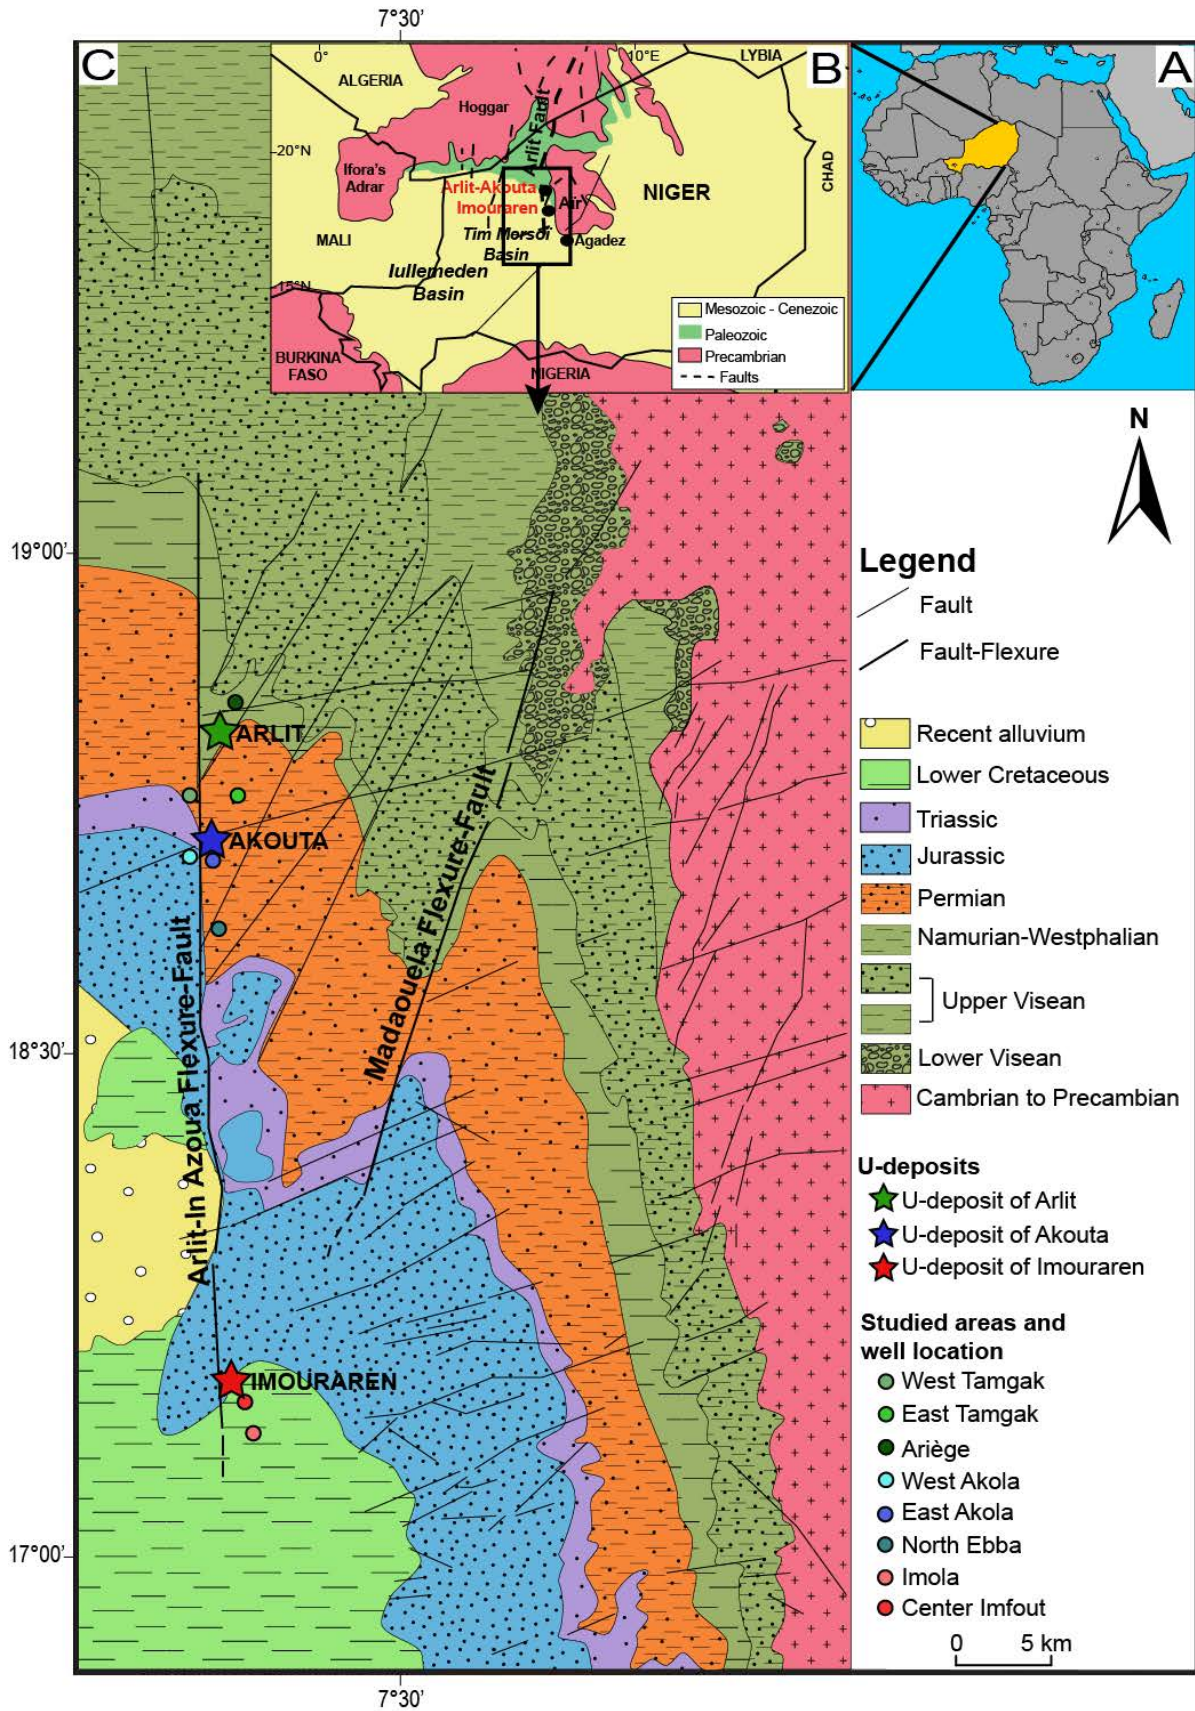 7°30'
C
B
A
0°
10°E
LYBIA
ALGERIA
Hoggar
Arlit Fault
20°N
Ifora's
Adrar
CHAD
Arlit-Akouta
Imouraren
Aïr
NIGER
MALI
Tim Mersoï
Basin
Agadez
Iullemeden
Basin
15°N
BURKINA
FASO
NIGERIA
Mesozoic - Cenezoic
Paleozoic
Precambrian
Faults
N
19°00'
Legend
Fault
Fault-Flexure
ARLIT
Recent alluvium
Lower Cretaceous
Triassic
AKOUTA
Jurassic
Permian
Namurian-Westphalian
Upper Visean
Lower Visean
Cambrian to Precambian
Madaouela Flexure-Fault
Arlit-In Azoua Flexure-Fault
18°30'
U-deposits
U-deposit of Arlit
U-deposit of Akouta
U-deposit of Imouraren
Studied areas and
well location
IMOURAREN
West Tamgak
East Tamgak
Ariège
West Akola
East Akola
North Ebba
17°00'
Imola
Center Imfout
0 5 km
7°30'